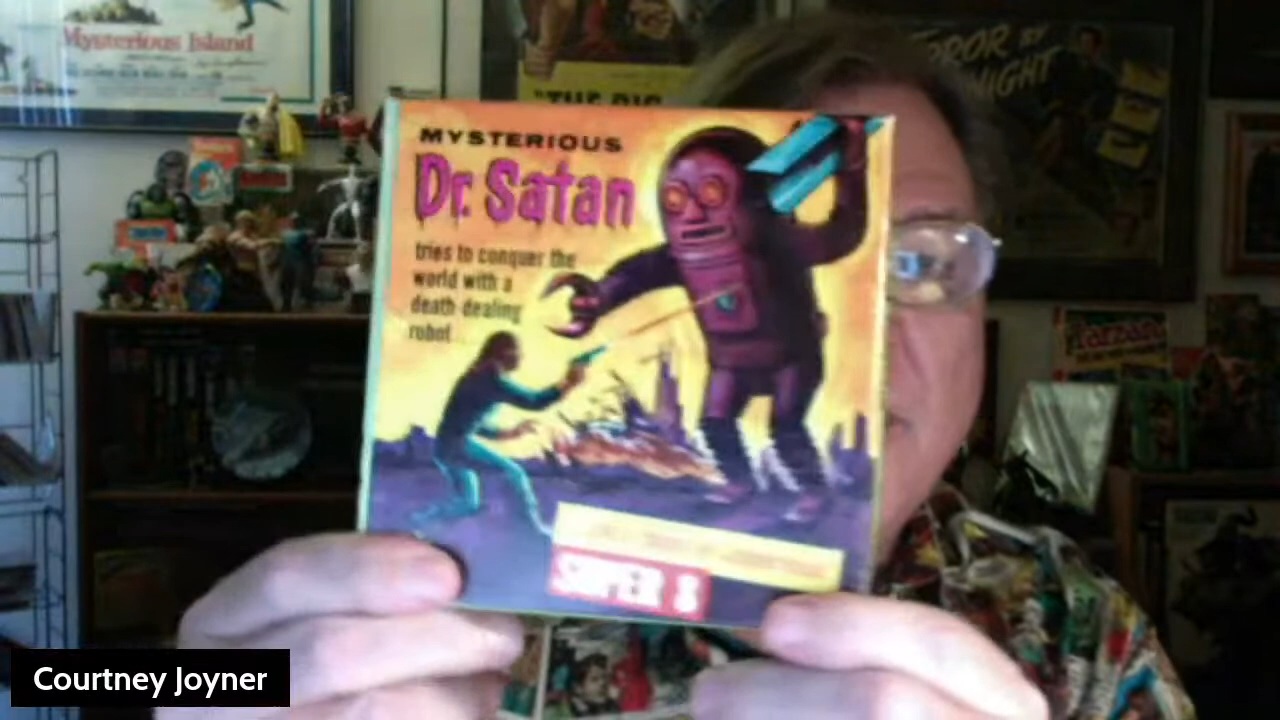 Mysterious Island
"THE BIG
TERROR BY
NIGHT
MYSTERIOUS
Dr. Satan
tries to conquer the
world with a
death-dealing
robot...
SUPER 8
Tarzan
Courtney Joyner